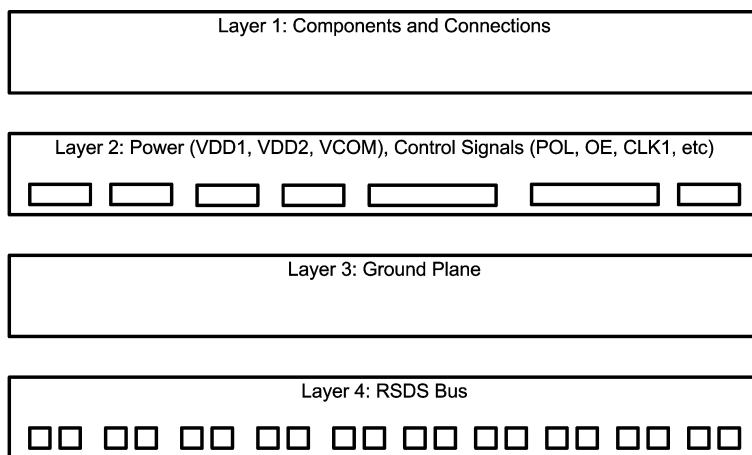 Layer 1: Components and Connections
Layer 2: Power (VDD1, VDD2, VCOM), Control Signals (POL, OE, CLK1, etc)
Layer 3: Ground Plane
Layer 4: RSDS Bus